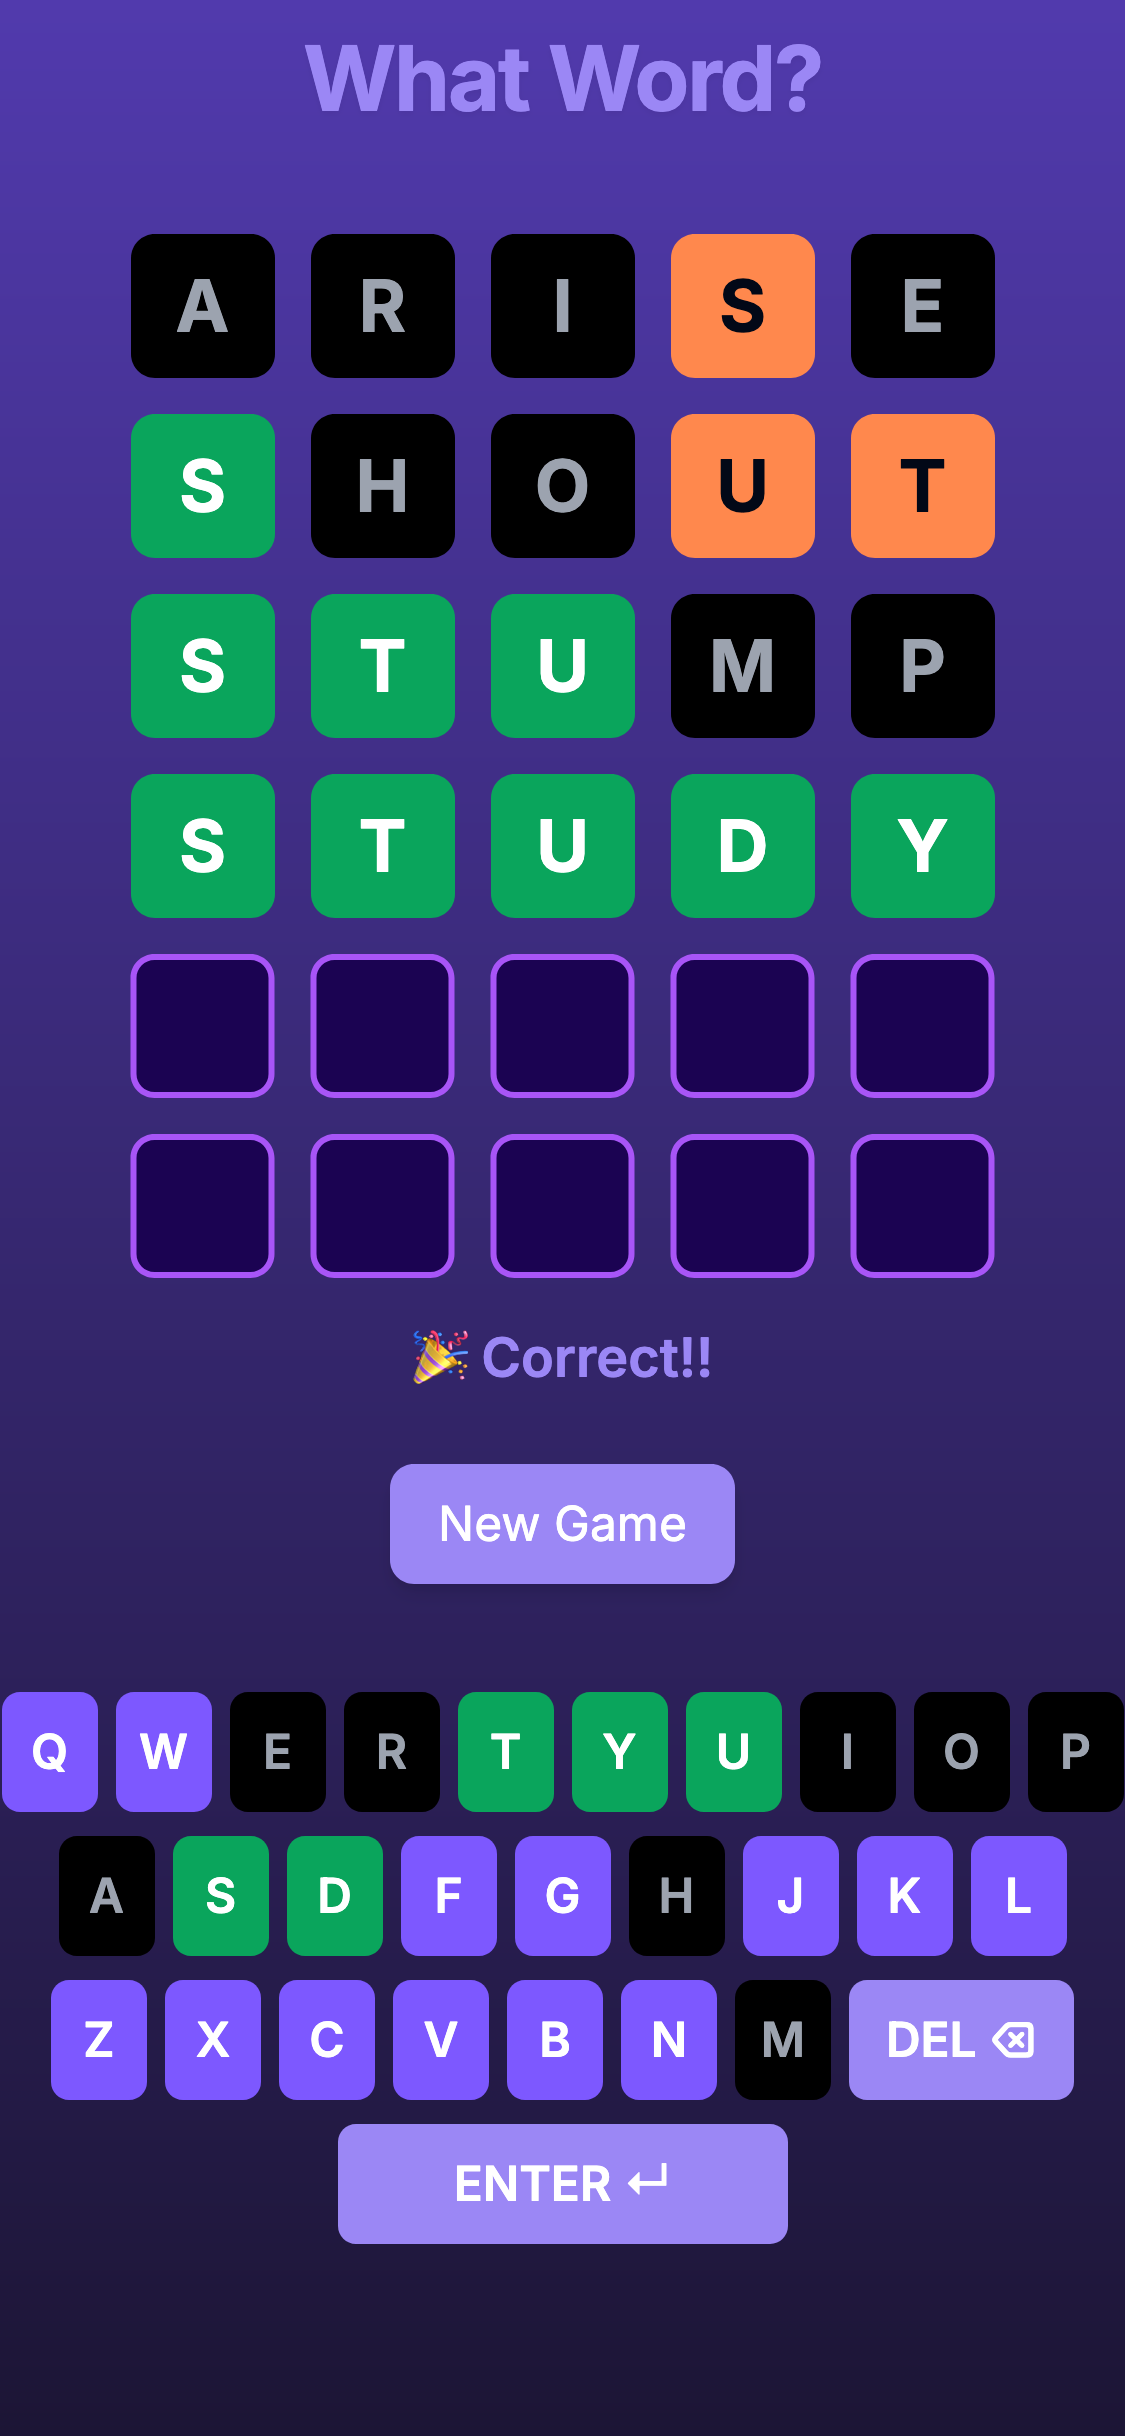 What Word?
A R I S E
S H O U T
S T U M P
S T U D Y
🎉 Correct!!
New Game
Q W E R T Y U I O P
A S D F G H J K L
Z X C V B N M DEL
ENTER